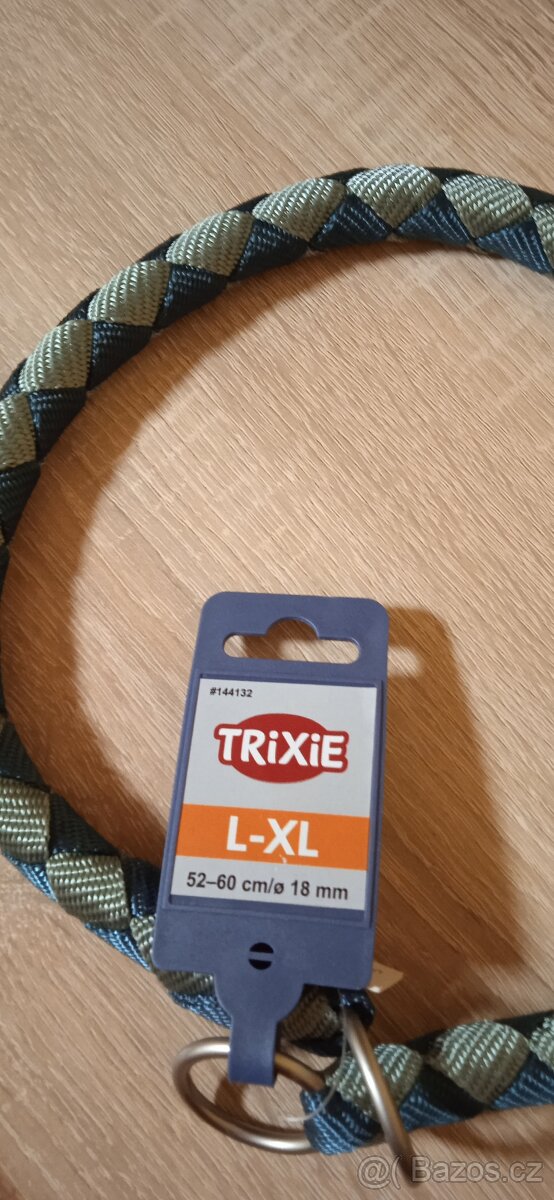 #144132
TRiXiE
L-XL
52–60 cm/ø 18 mm
@( Bazos.cz